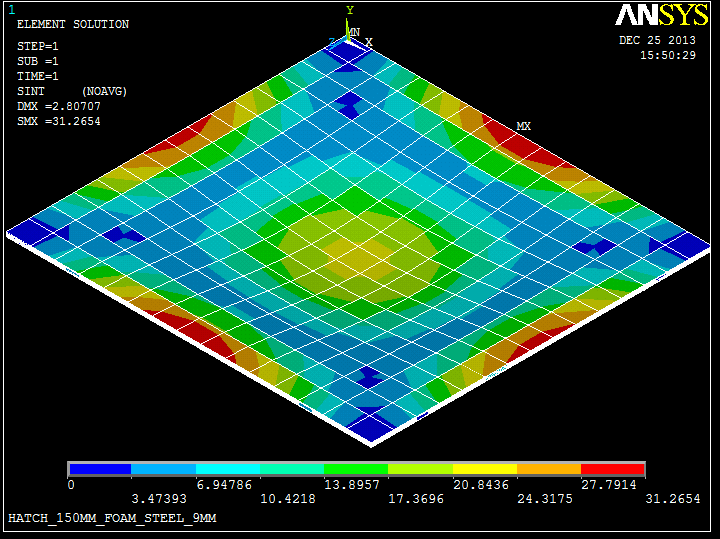 1
ELEMENT SOLUTION
STEP=1
SUB =1
TIME=1
SINT (NOAVG)
DMX =2.80707
SMX =31.2654
ANSYS
DEC 25 2013
15:50:29
Y
MN
Z X
MX
0 6.94786 13.8957 20.8436 27.7914
3.47393 10.4218 17.3696 24.3175 31.2654
HATCH_150MM_FOAM_STEEL_9MM